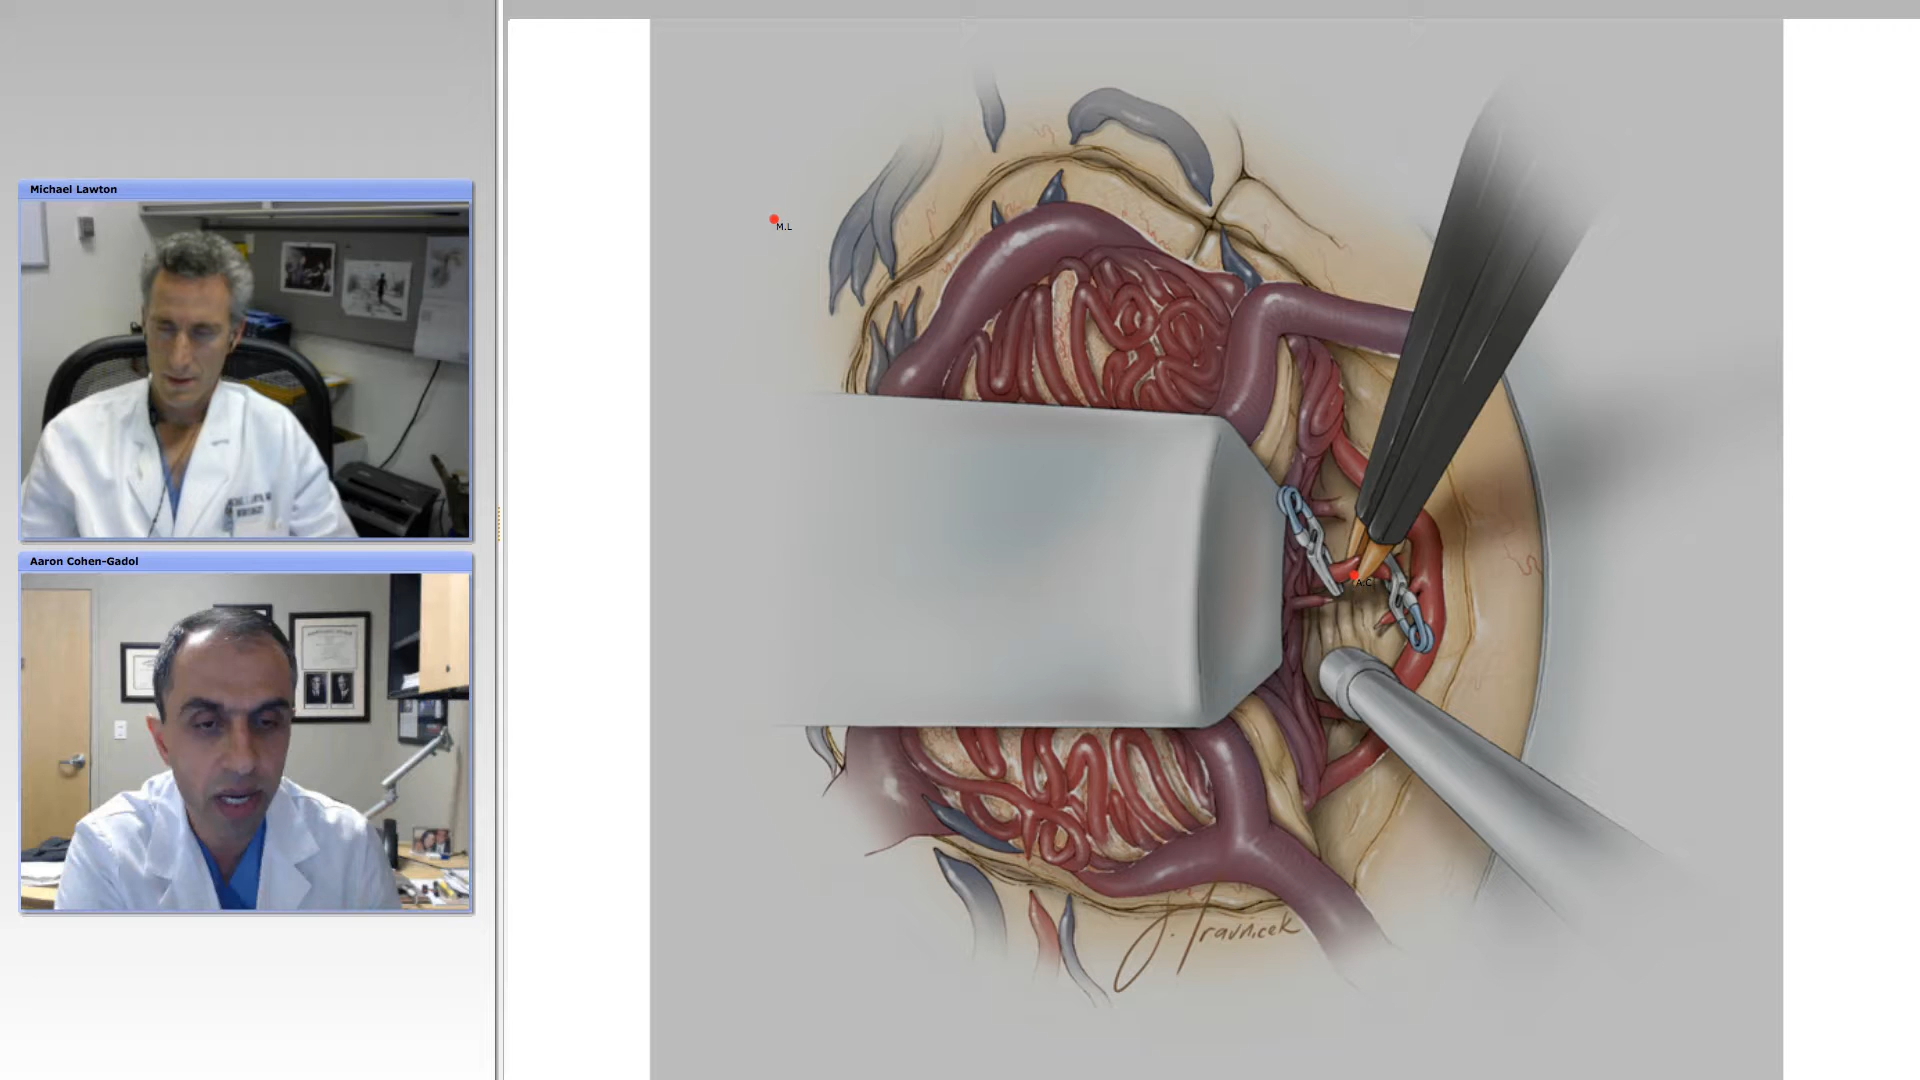 Michael Lawton
Aaron Cohen-Gadol
M.L
A.C
J. Travnicek